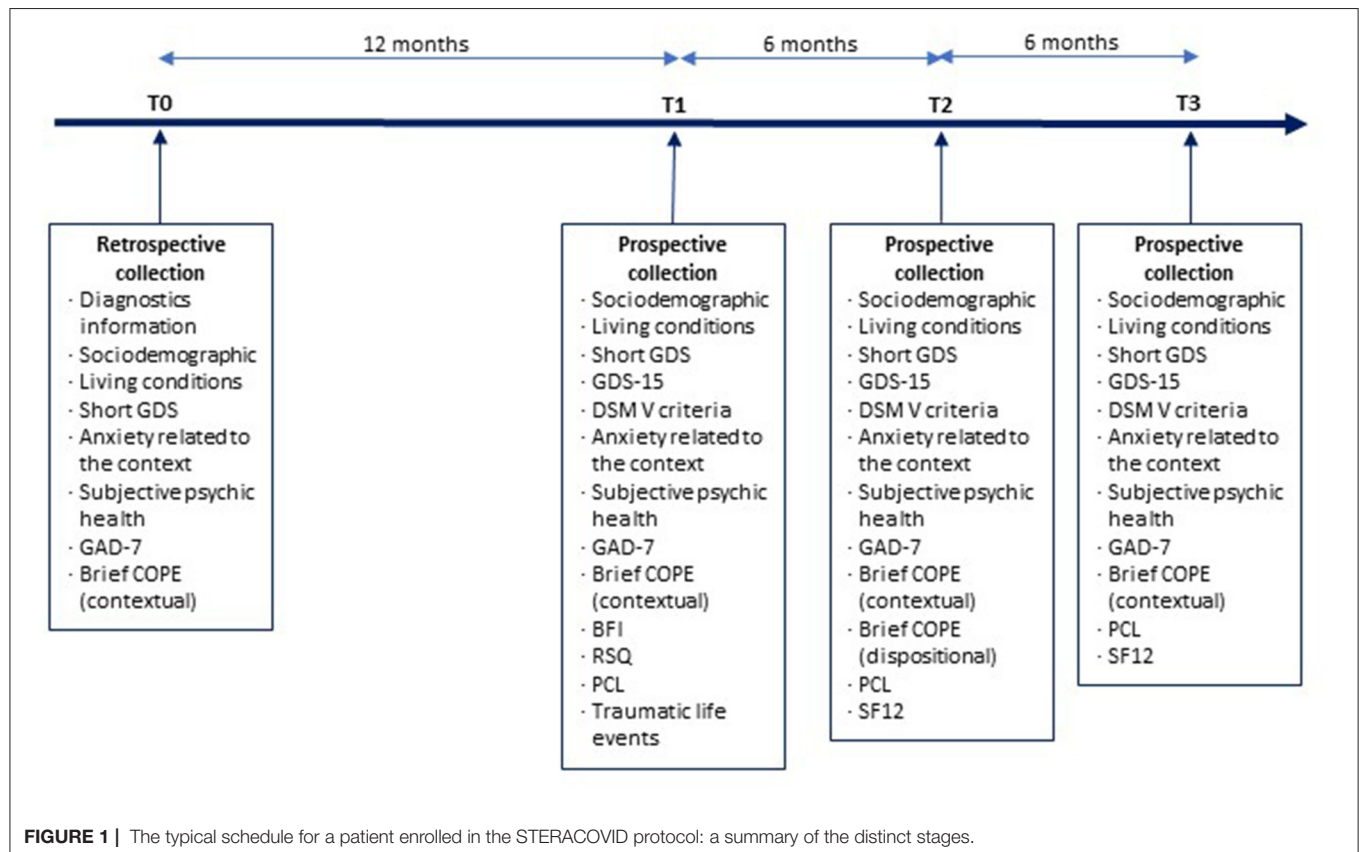 12 months
6 months
6 months
T0
T1
T2
T3
Retrospective
collection
· Diagnostics
information
· Sociodemographic
· Living conditions
· Short GDS
· Anxiety related to
the context
· Subjective psychic
health
· GAD-7
· Brief COPE
(contextual)
Prospective
collection
· Sociodemographic
· Living conditions
· Short GDS
· GDS-15
· DSM V criteria
· Anxiety related to
the context
· Subjective psychic
health
· GAD-7
· Brief COPE
(contextual)
· BFI
· RSQ
· PCL
· Traumatic life
events
Prospective
collection
· Sociodemographic
· Living conditions
· Short GDS
· GDS-15
· DSM V criteria
· Anxiety related to
the context
· Subjective psychic
health
· GAD-7
· Brief COPE
(contextual)
· Brief COPE
(dispositional)
· PCL
· SF12
Prospective
collection
· Sociodemographic
· Living conditions
· Short GDS
· GDS-15
· DSM V criteria
· Anxiety related to
the context
· Subjective psychic
health
· GAD-7
· Brief COPE
(contextual)
· PCL
· SF12
FIGURE 1 | The typical schedule for a patient enrolled in the STERACOVID protocol: a summary of the distinct stages.